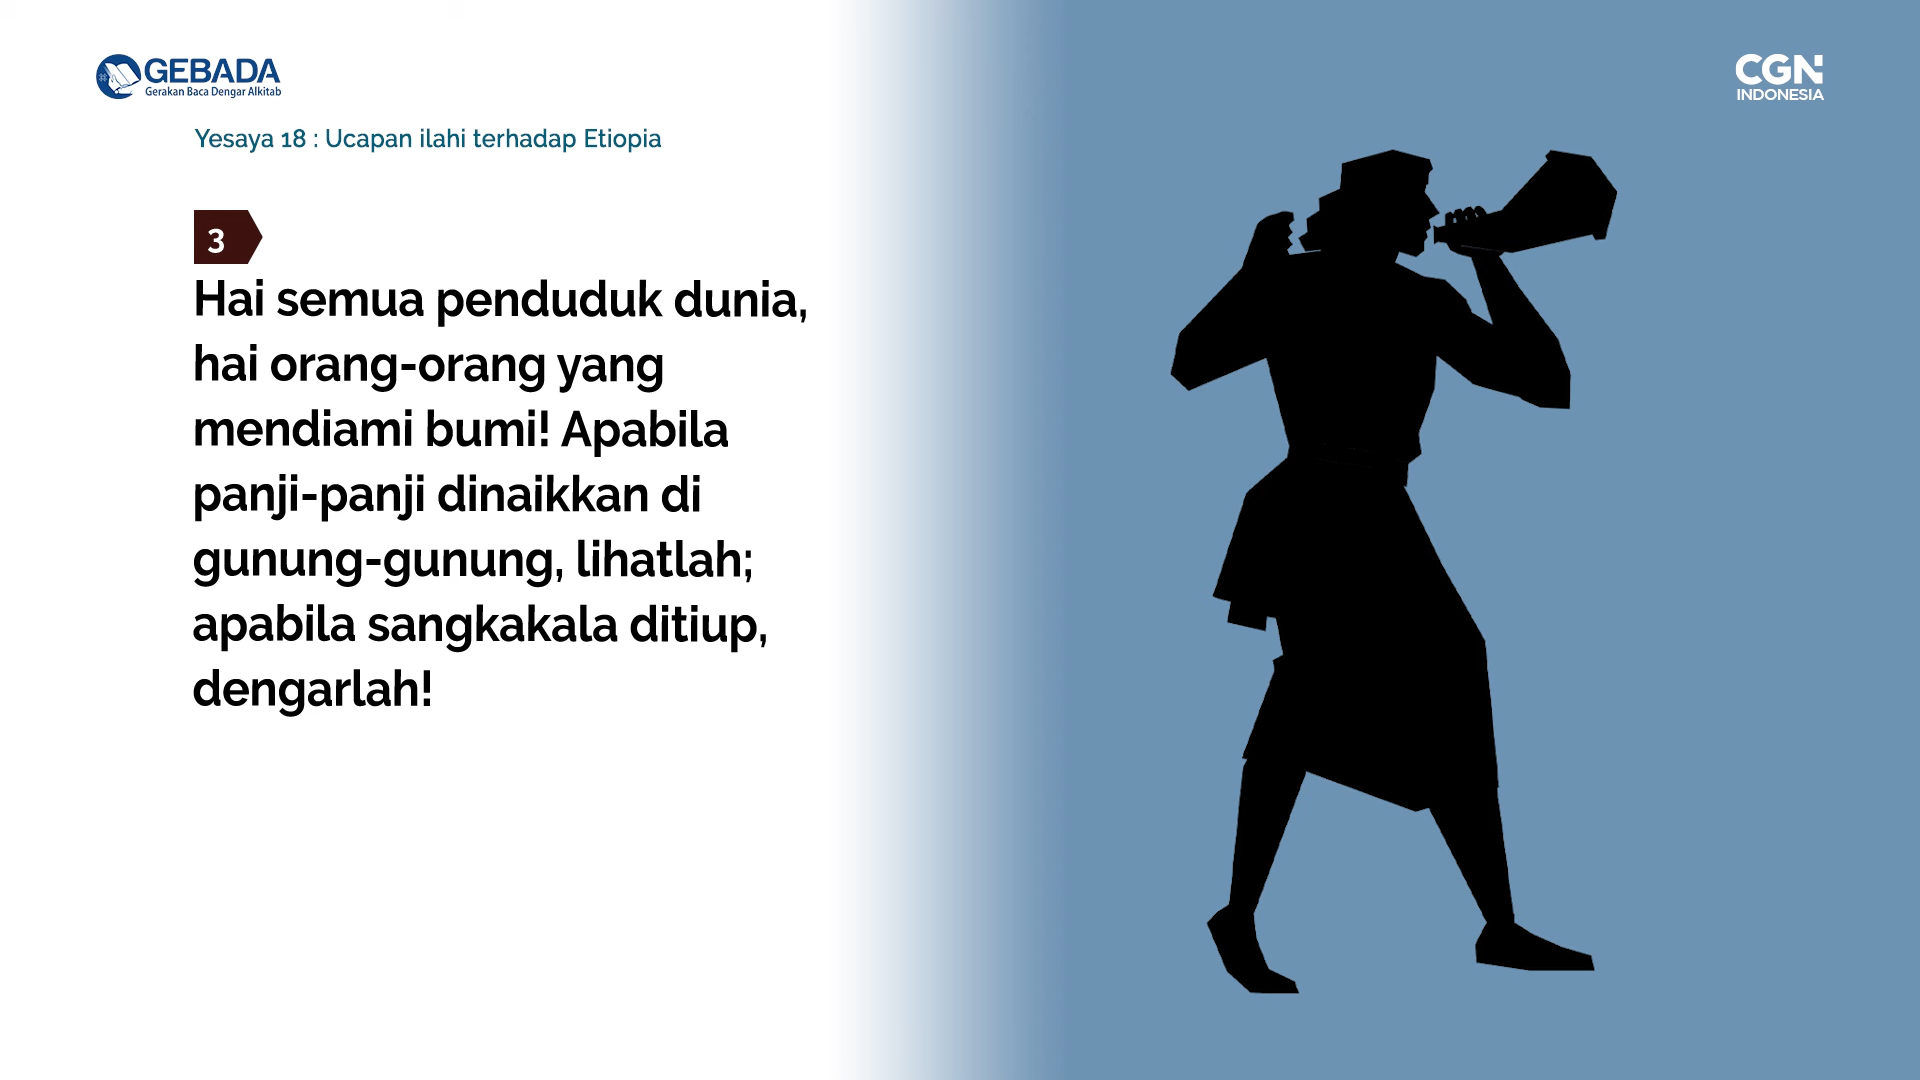 GEBADA
Gerakan Baca Dengar Alkitab
CGN
INDONESIA
Yesaya 18 : Ucapan ilahi terhadap Etiopia
3
Hai semua penduduk dunia,
hai orang-orang yang
mendiami bumi! Apabila
panji-panji dinaikkan di
gunung-gunung, lihatlah;
apabila sangkakala ditiup,
dengarlah!